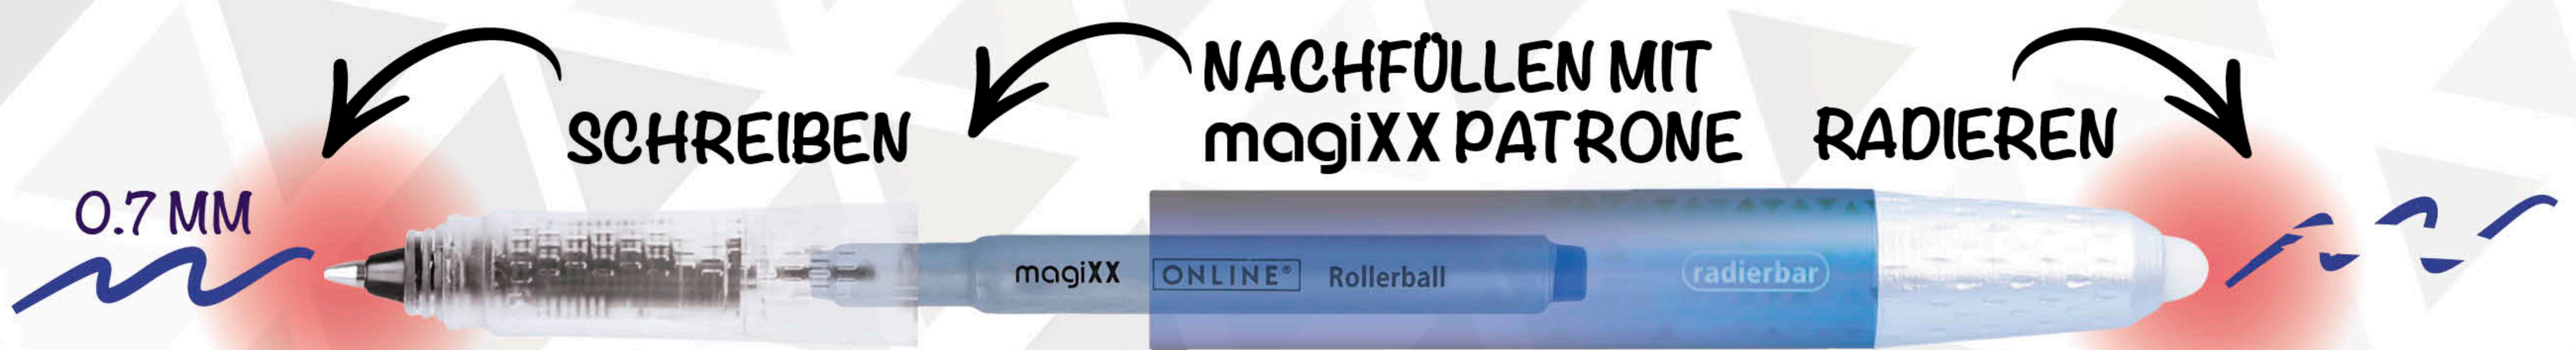 0.7 MM
SCHREIBEN
NACHFÜLLEN MIT
magiXX PATRONE
RADIEREN
magiXX ONLINE® Rollerball
radierbar